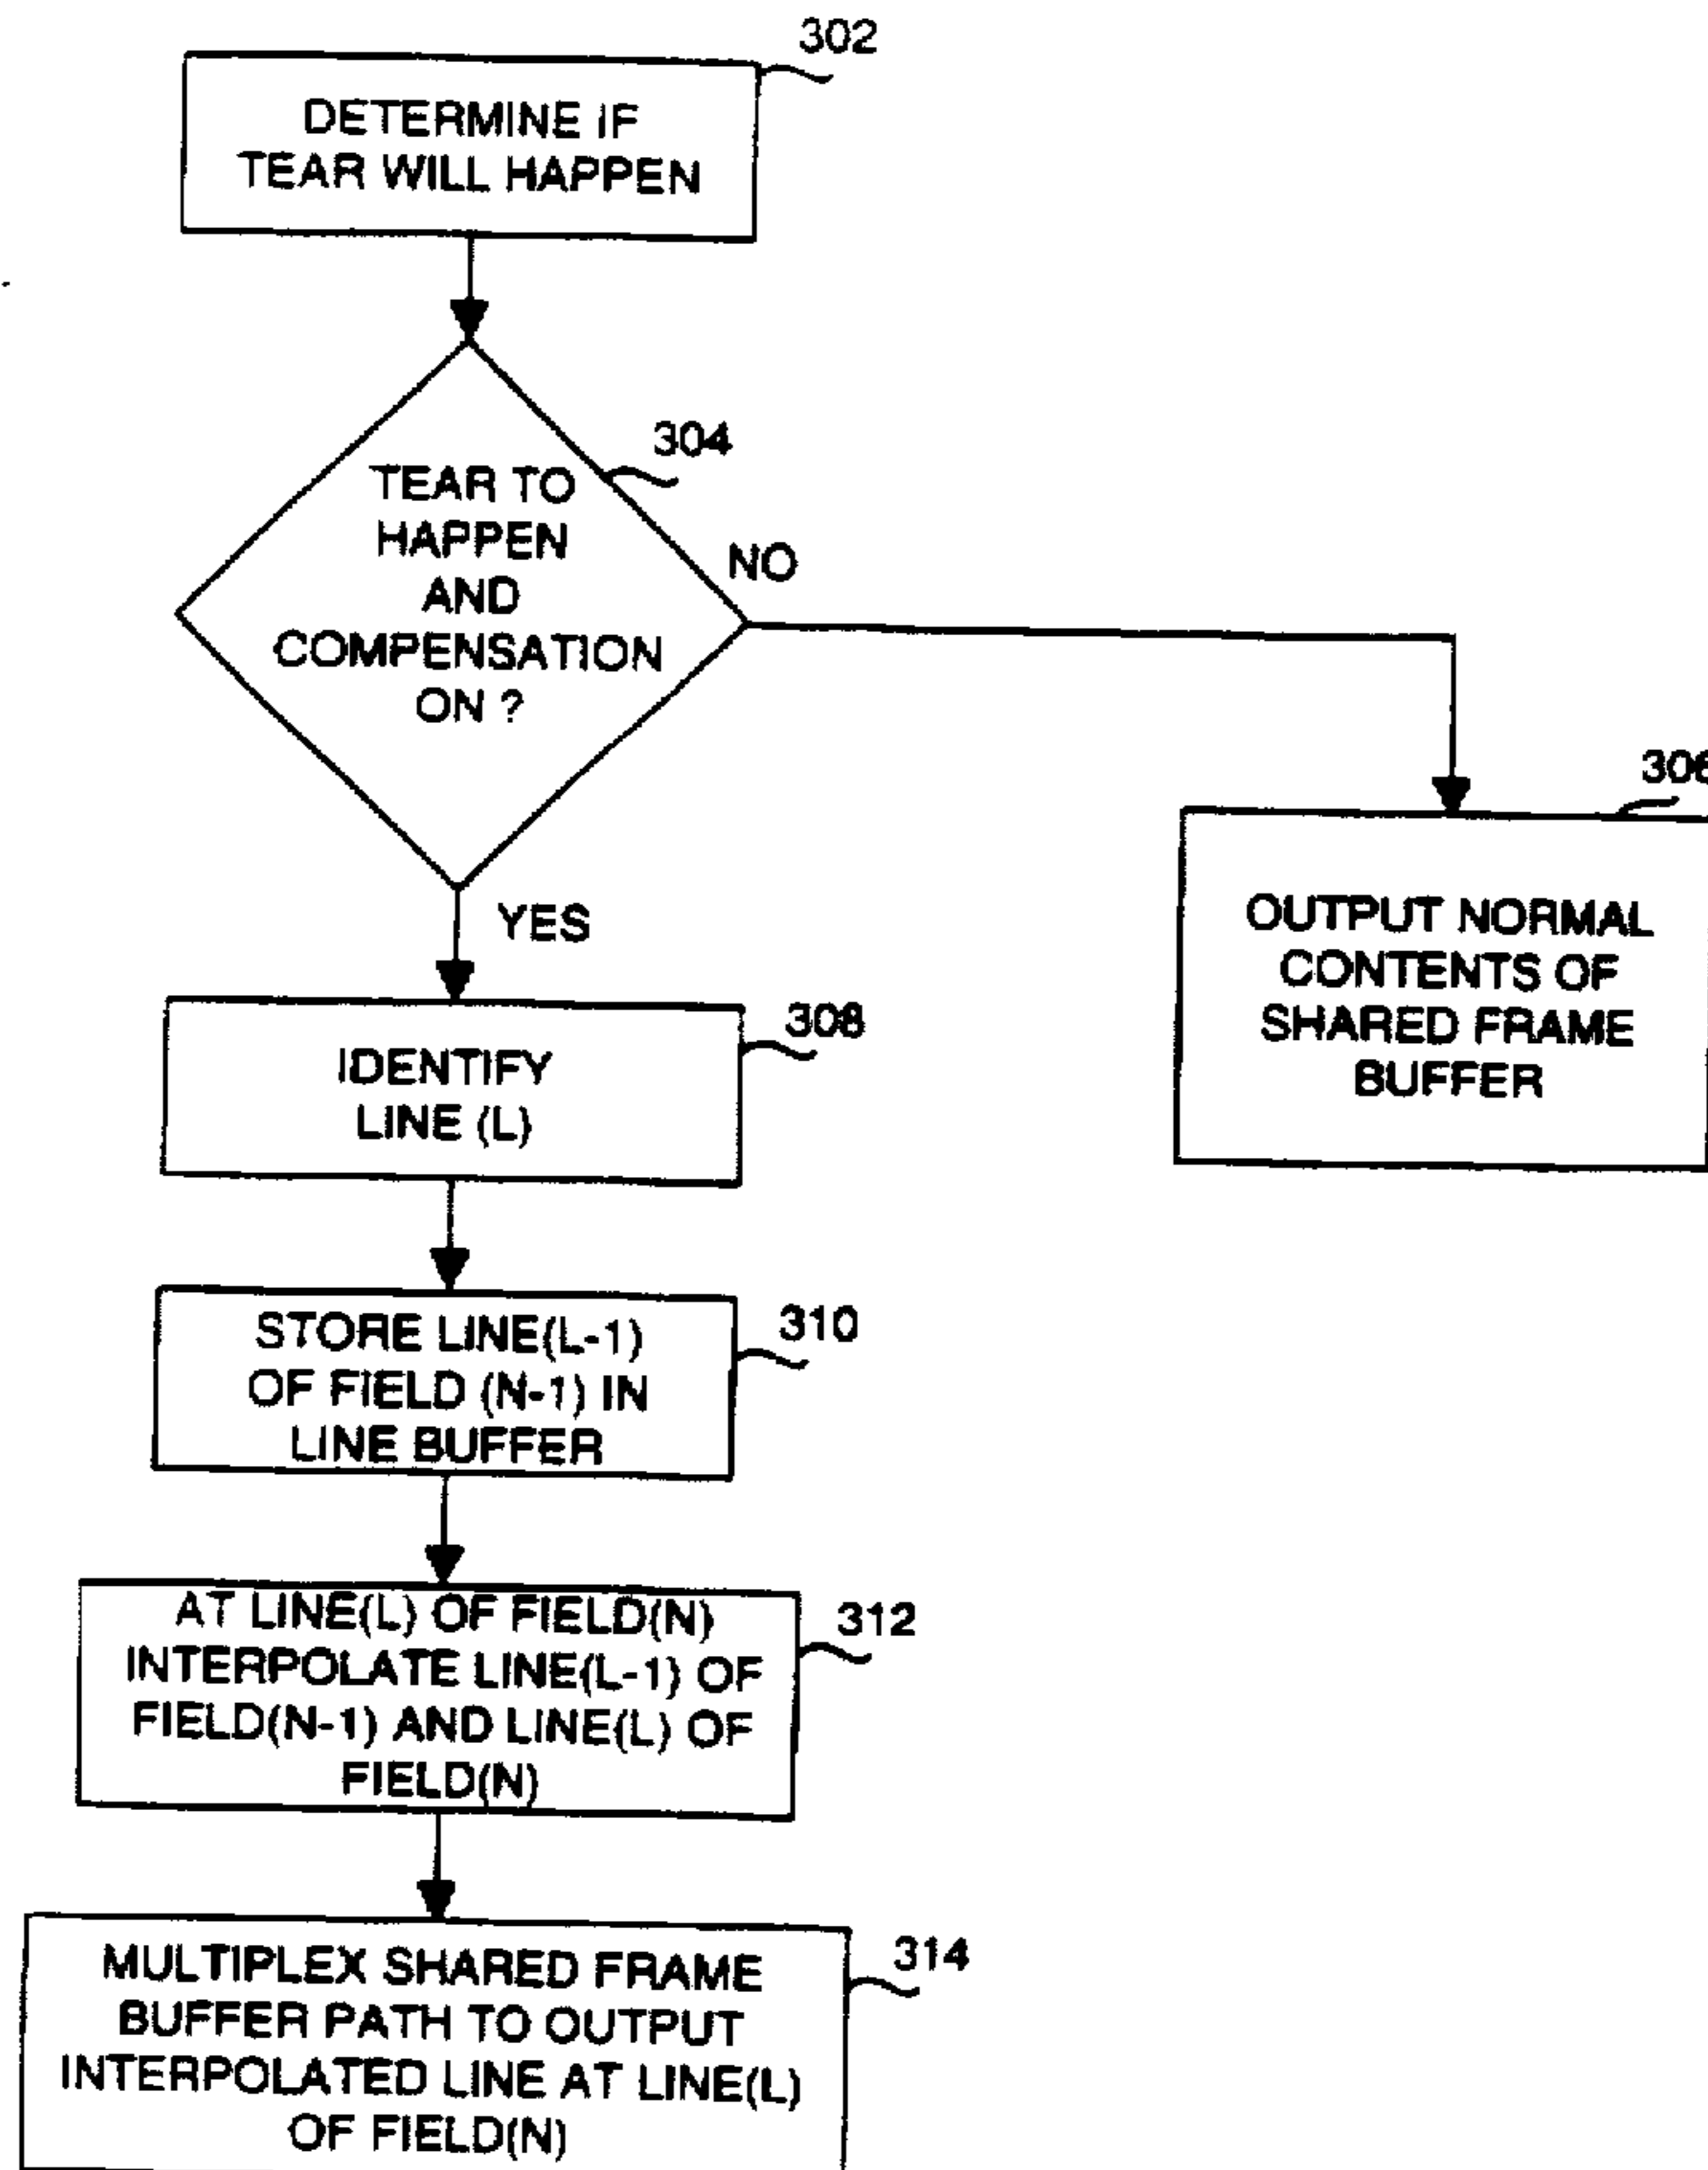 302
DETERMINE IF
TEAR WILL HAPPEN
304
TEAR TO
HAPPEN
AND
COMPENSATION
ON ?
NO
YES
306
OUTPUT NORMAL
CONTENTS OF
SHARED FRAME
BUFFER
308
IDENTIFY
LINE (L)
310
STORE LINE(L-1)
OF FIELD (N-1) IN
LINE BUFFER
312
AT LINE(L) OF FIELD(N)
INTERPOLATE LINE(L-1) OF
FIELD(N-1) AND LINE(L) OF
FIELD(N)
314
MULTIPLEX SHARED FRAME
BUFFER PATH TO OUTPUT
INTERPOLATED LINE AT LINE(L)
OF FIELD(N)